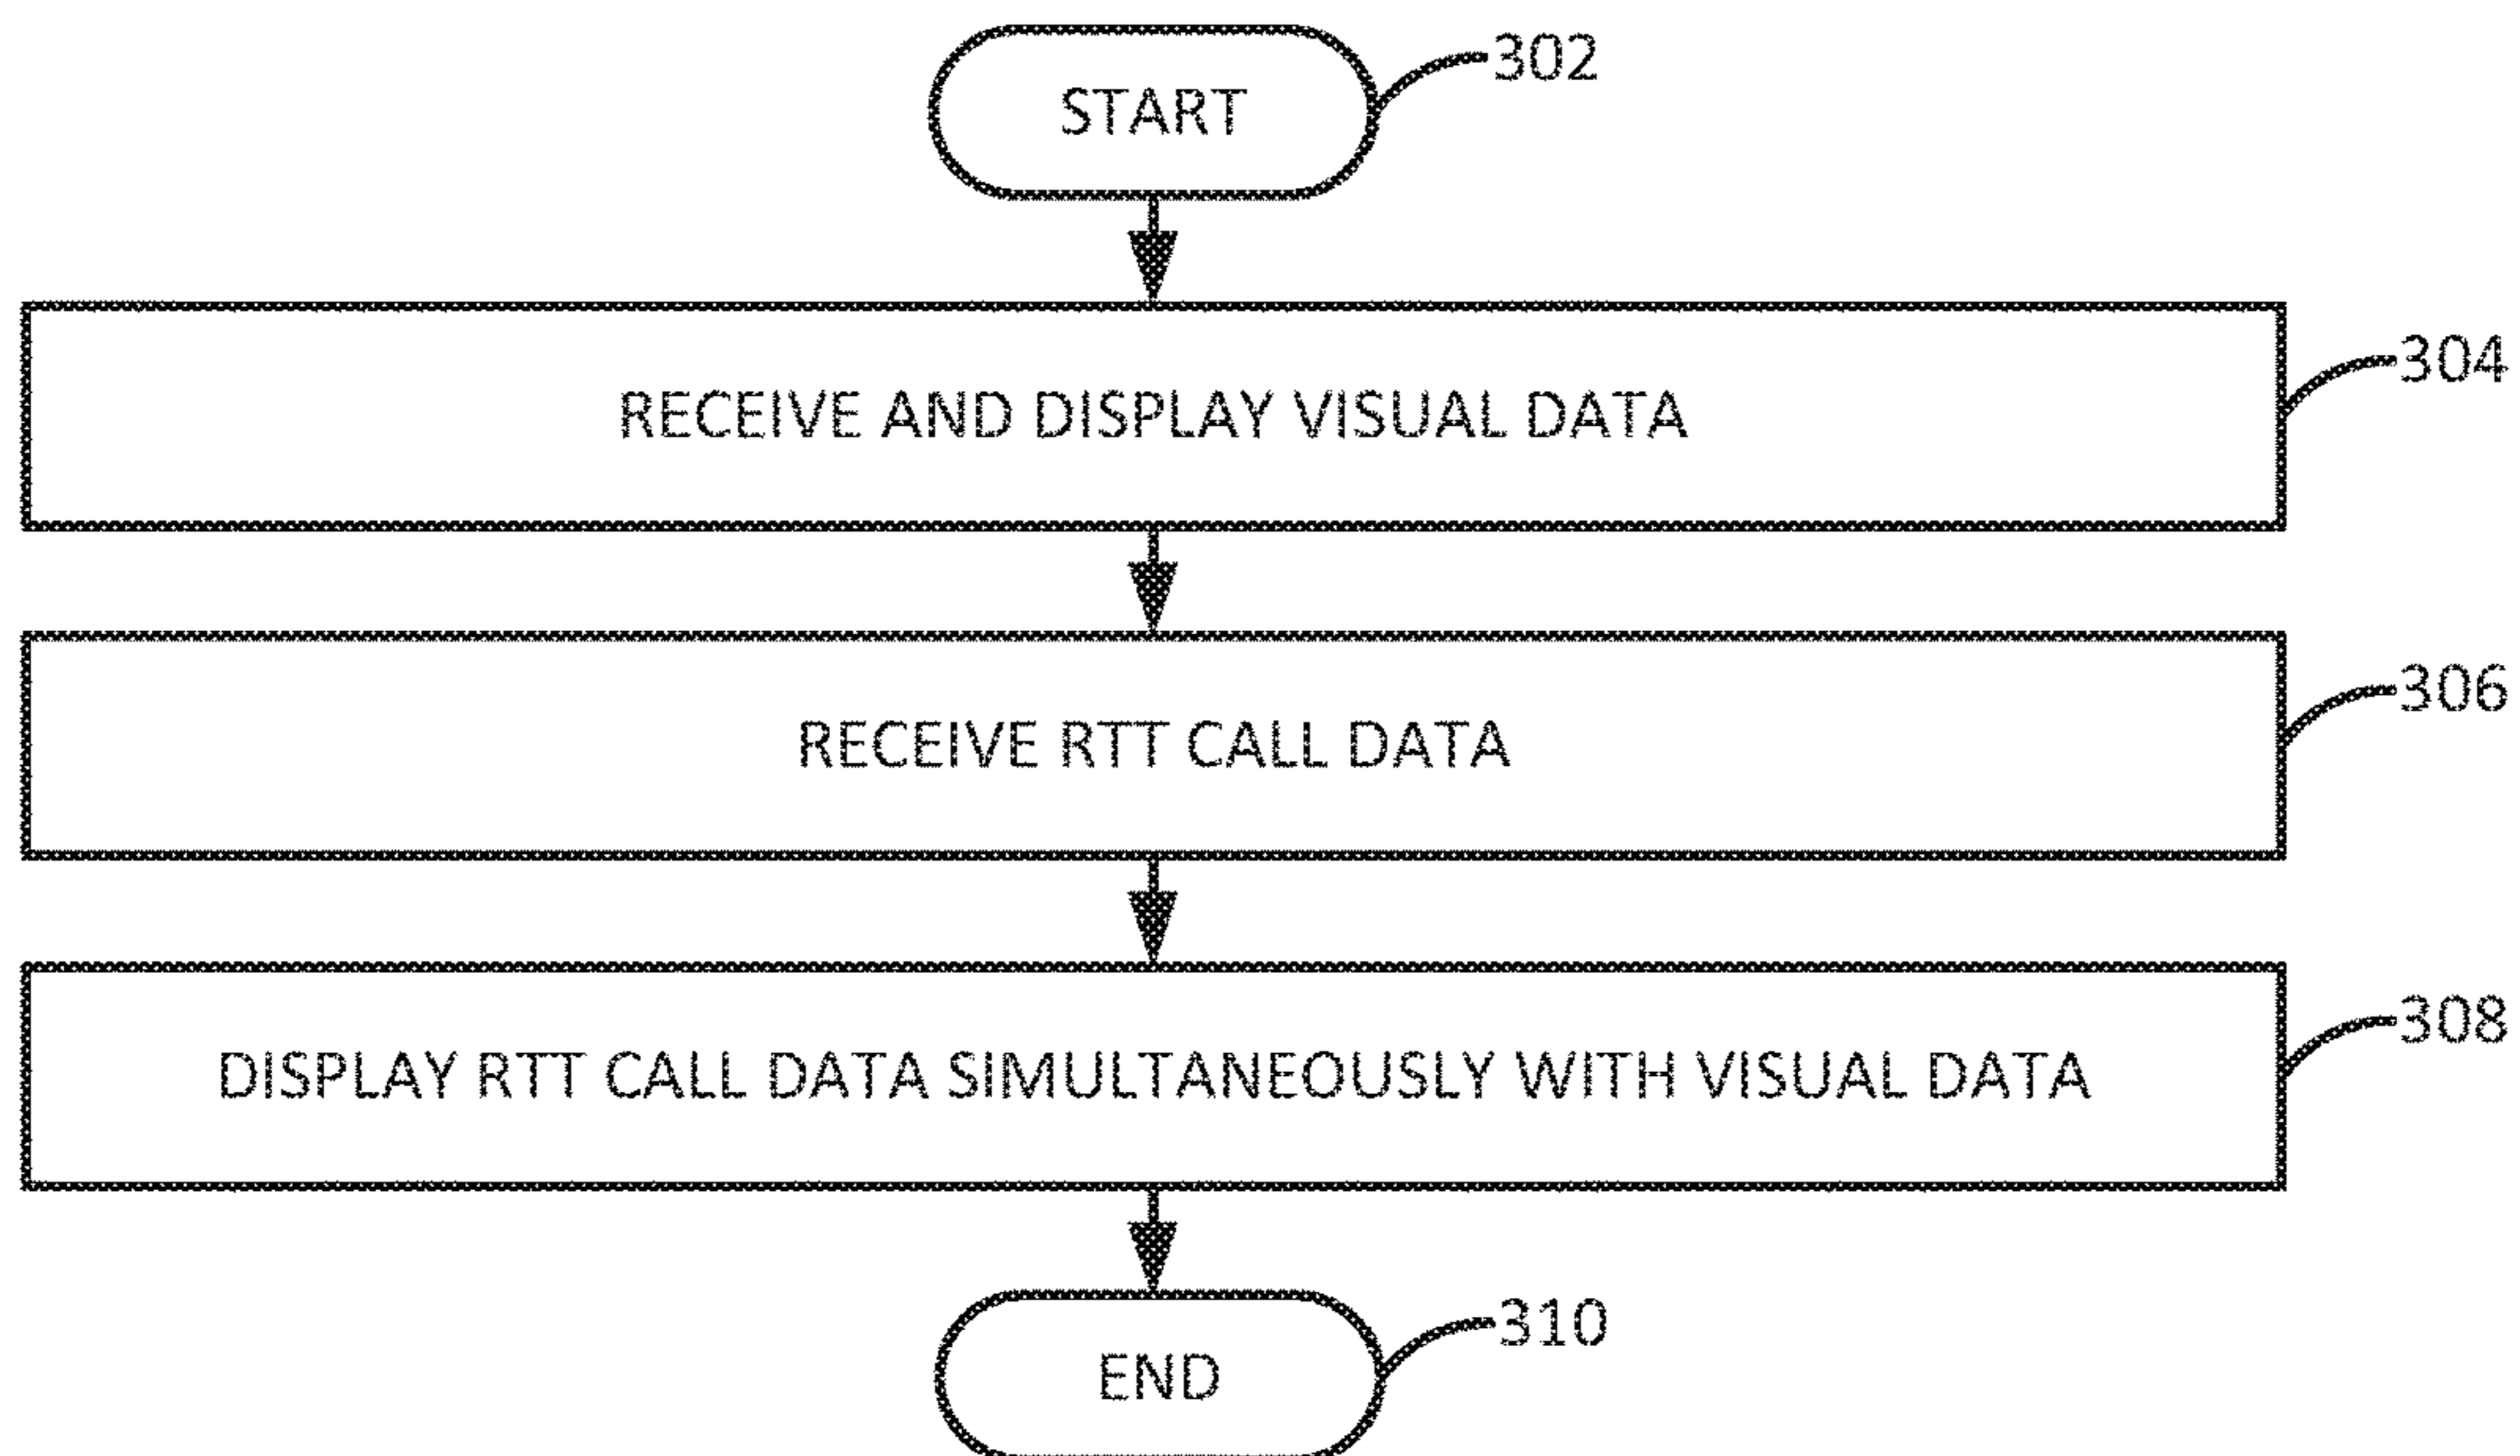 START
302
RECEIVE AND DISPLAY VISUAL DATA
304
RECEIVE RTT CALL DATA
306
DISPLAY RTT CALL DATA SIMULTANEOUSLY WITH VISUAL DATA
308
END
310